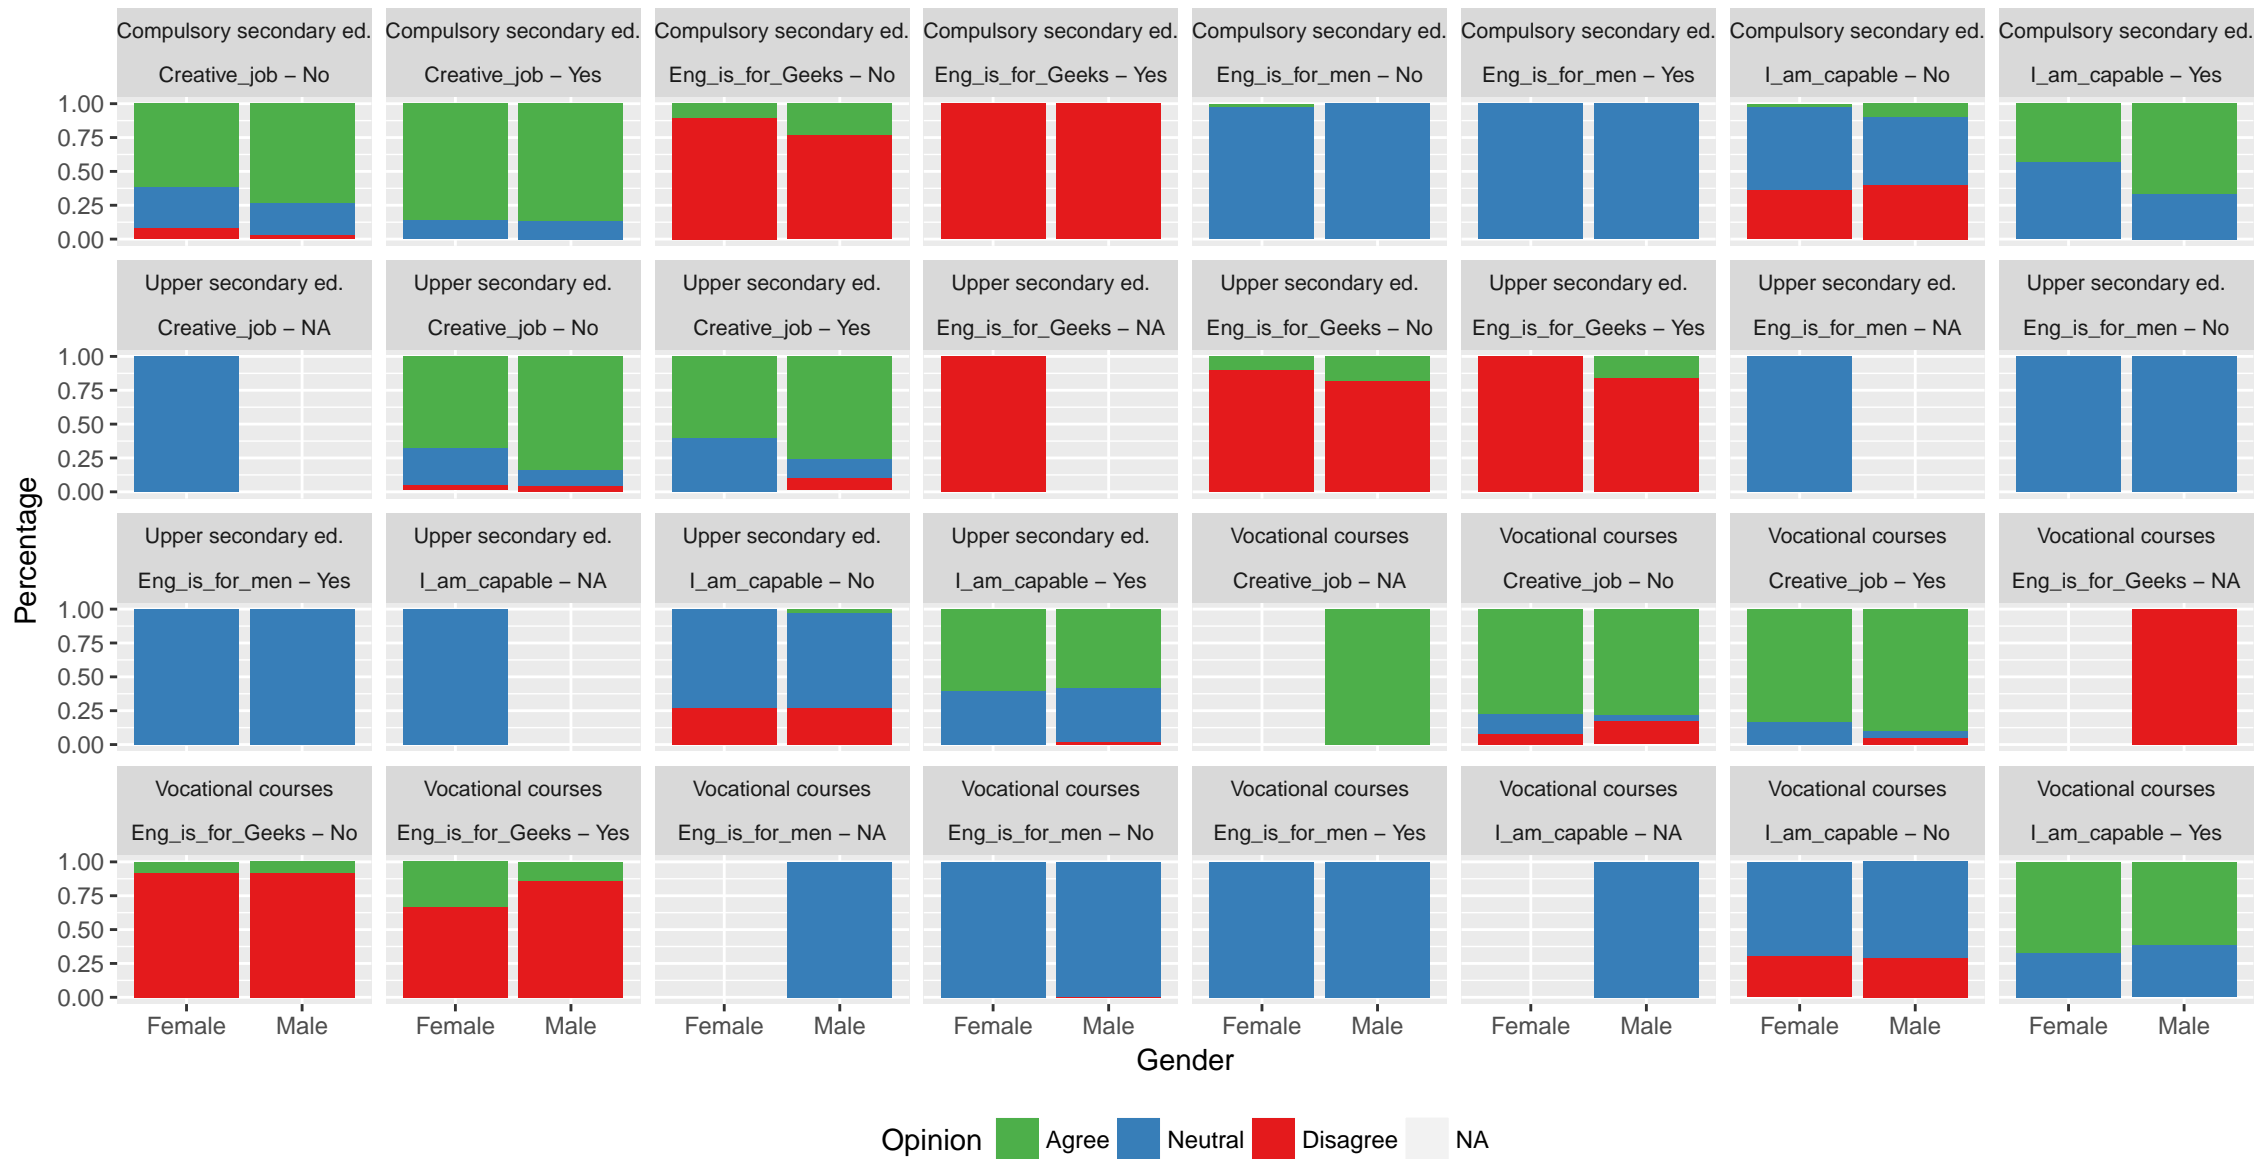 Compulsory secondary ed. Compulsory secondary ed. Compulsory secondary ed. Compulsory secondary ed. Compulsory secondary ed. Compulsory secondary ed. Compulsory secondary ed. Compulsory secondary ed.
Creative_job – No Creative_job – Yes Eng_is_for_Geeks – No Eng_is_for_Geeks – Yes Eng_is_for_men – No Eng_is_for_men – Yes I_am_capable – No I_am_capable – Yes
1.00
0.75
0.50
0.25
0.00
Upper secondary ed. Upper secondary ed. Upper secondary ed. Upper secondary ed. Upper secondary ed. Upper secondary ed. Upper secondary ed. Upper secondary ed.
Creative_job – NA Creative_job – No Creative_job – Yes Eng_is_for_Geeks – NA Eng_is_for_Geeks – No Eng_is_for_Geeks – Yes Eng_is_for_men – NA Eng_is_for_men – No
1.00
0.75
0.50
0.25
0.00
Percentage
Upper secondary ed. Upper secondary ed. Upper secondary ed. Upper secondary ed. Vocational courses Vocational courses Vocational courses Vocational courses
Eng_is_for_men – Yes I_am_capable – NA I_am_capable – No I_am_capable – Yes Creative_job – NA Creative_job – No Creative_job – Yes Eng_is_for_Geeks – NA
1.00
0.75
0.50
0.25
0.00
Vocational courses Vocational courses Vocational courses Vocational courses Vocational courses Vocational courses Vocational courses Vocational courses
Eng_is_for_Geeks – No Eng_is_for_Geeks – Yes Eng_is_for_men – NA Eng_is_for_men – No Eng_is_for_men – Yes I_am_capable – NA I_am_capable – No I_am_capable – Yes
1.00
0.75
0.50
0.25
0.00
Female Male Female Male Female Male Female Male Female Male Female Male Female Male Female Male
Gender
Opinion Agree Neutral Disagree NA